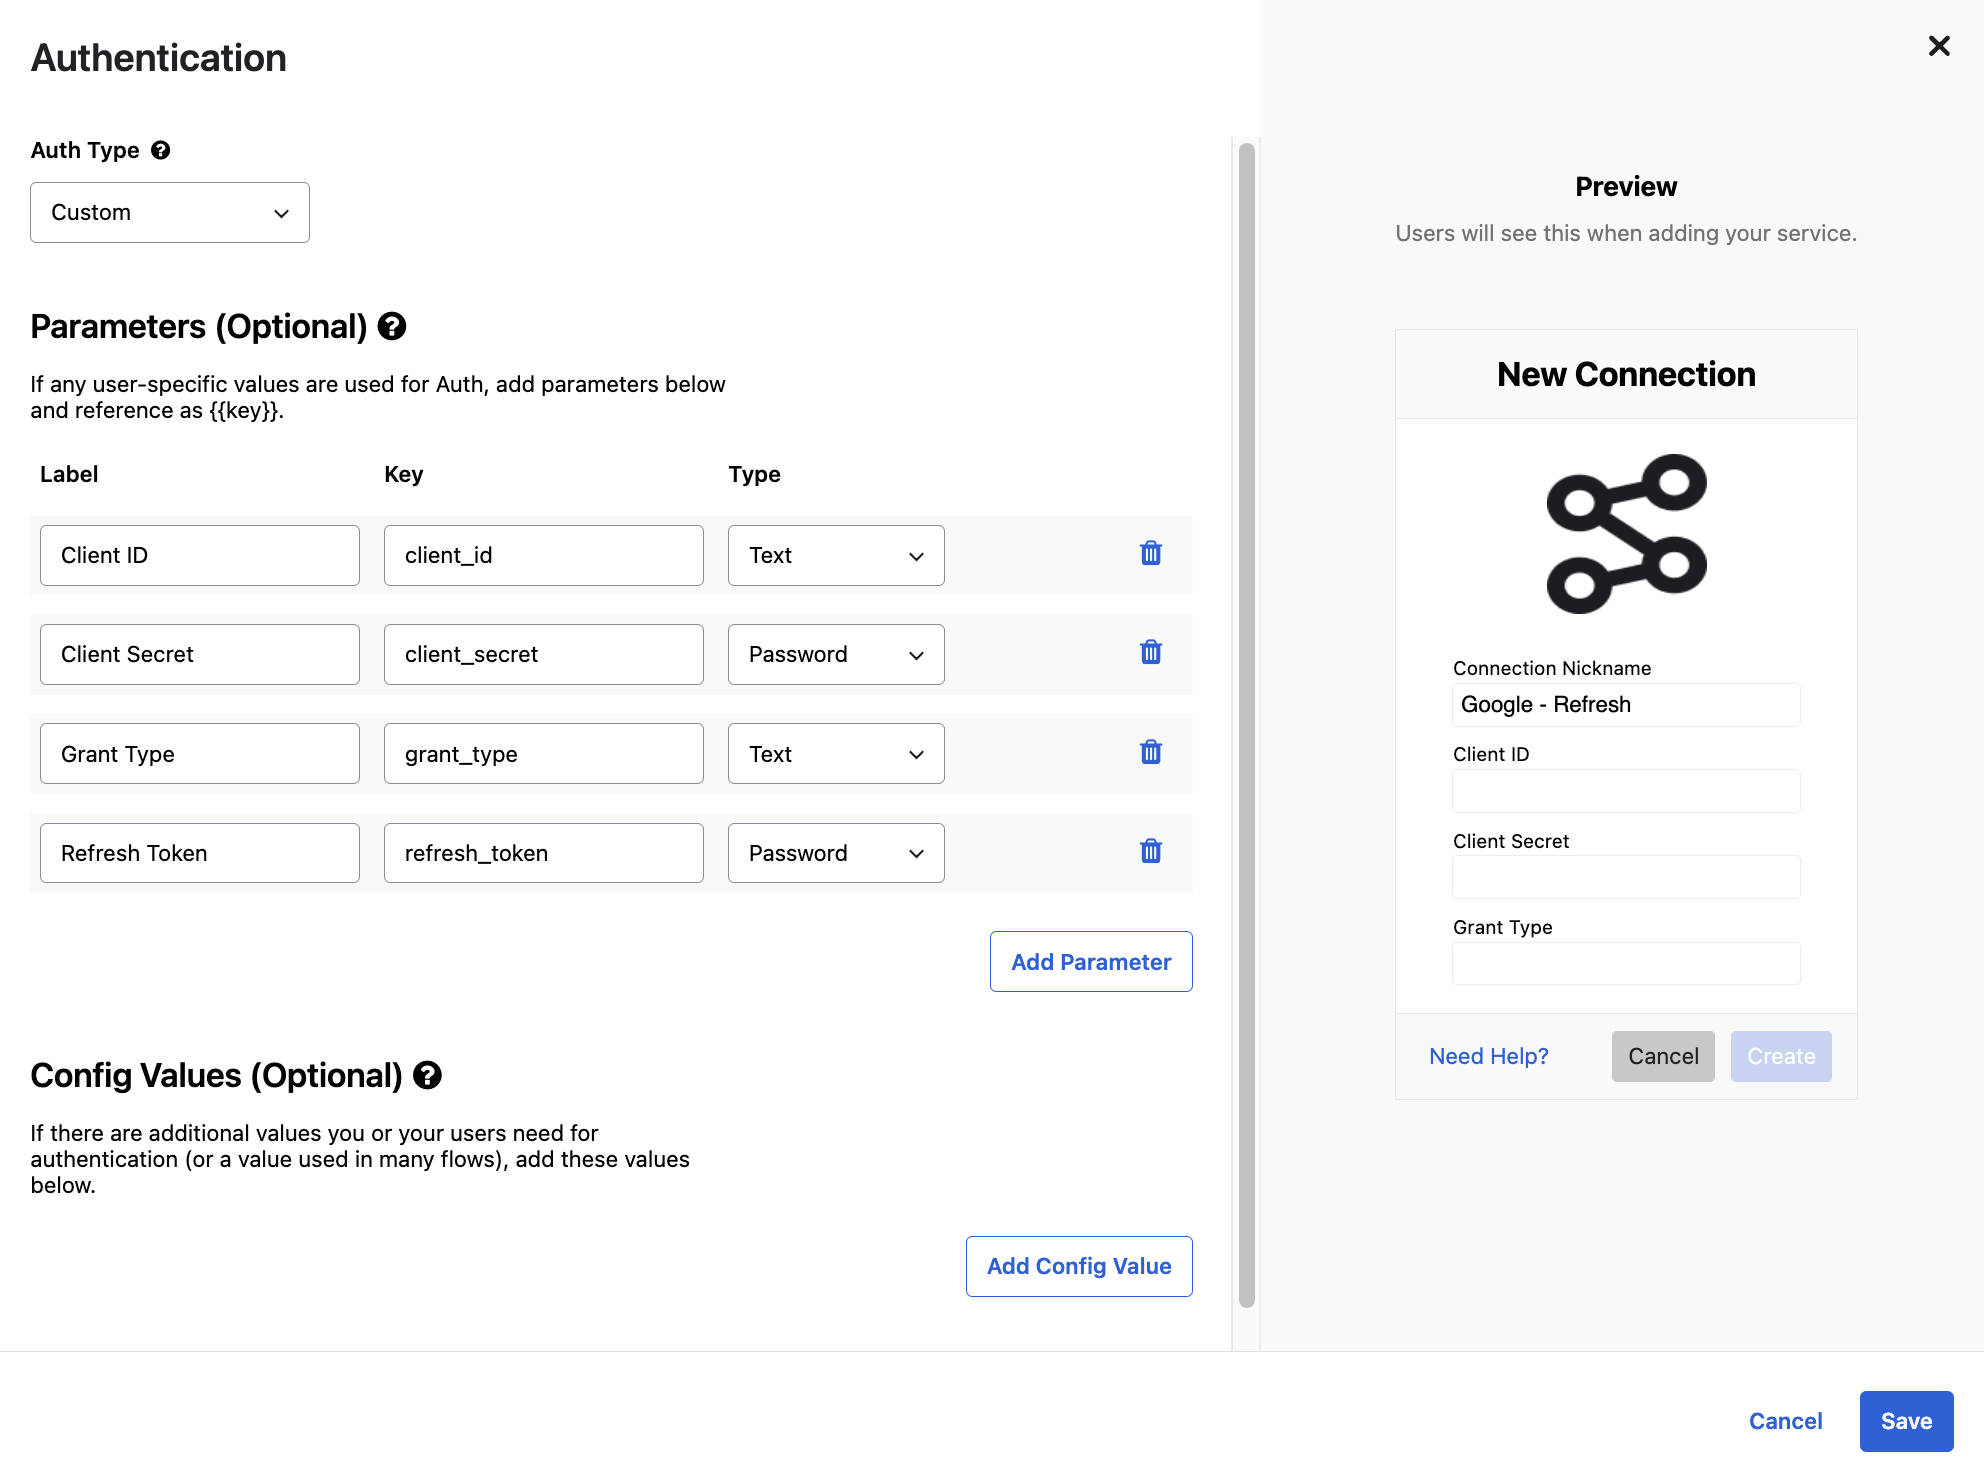 Authentication
Auth Type
Custom
Parameters (Optional)
If any user-specific values are used for Auth, add parameters below
and reference as {{key}}.
Label Key Type
Client ID client_id Text
Client Secret client_secret Password
Grant Type grant_type Text
Refresh Token refresh_token Password
Add Parameter
Config Values (Optional)
If there are additional values you or your users need for
authentication (or a value used in many flows), add these values
below.
Add Config Value
Preview
Users will see this when adding your service.
New Connection
Connection Nickname
Google - Refresh
Client ID
Client Secret
Grant Type
Need Help? Cancel Create
Cancel Save